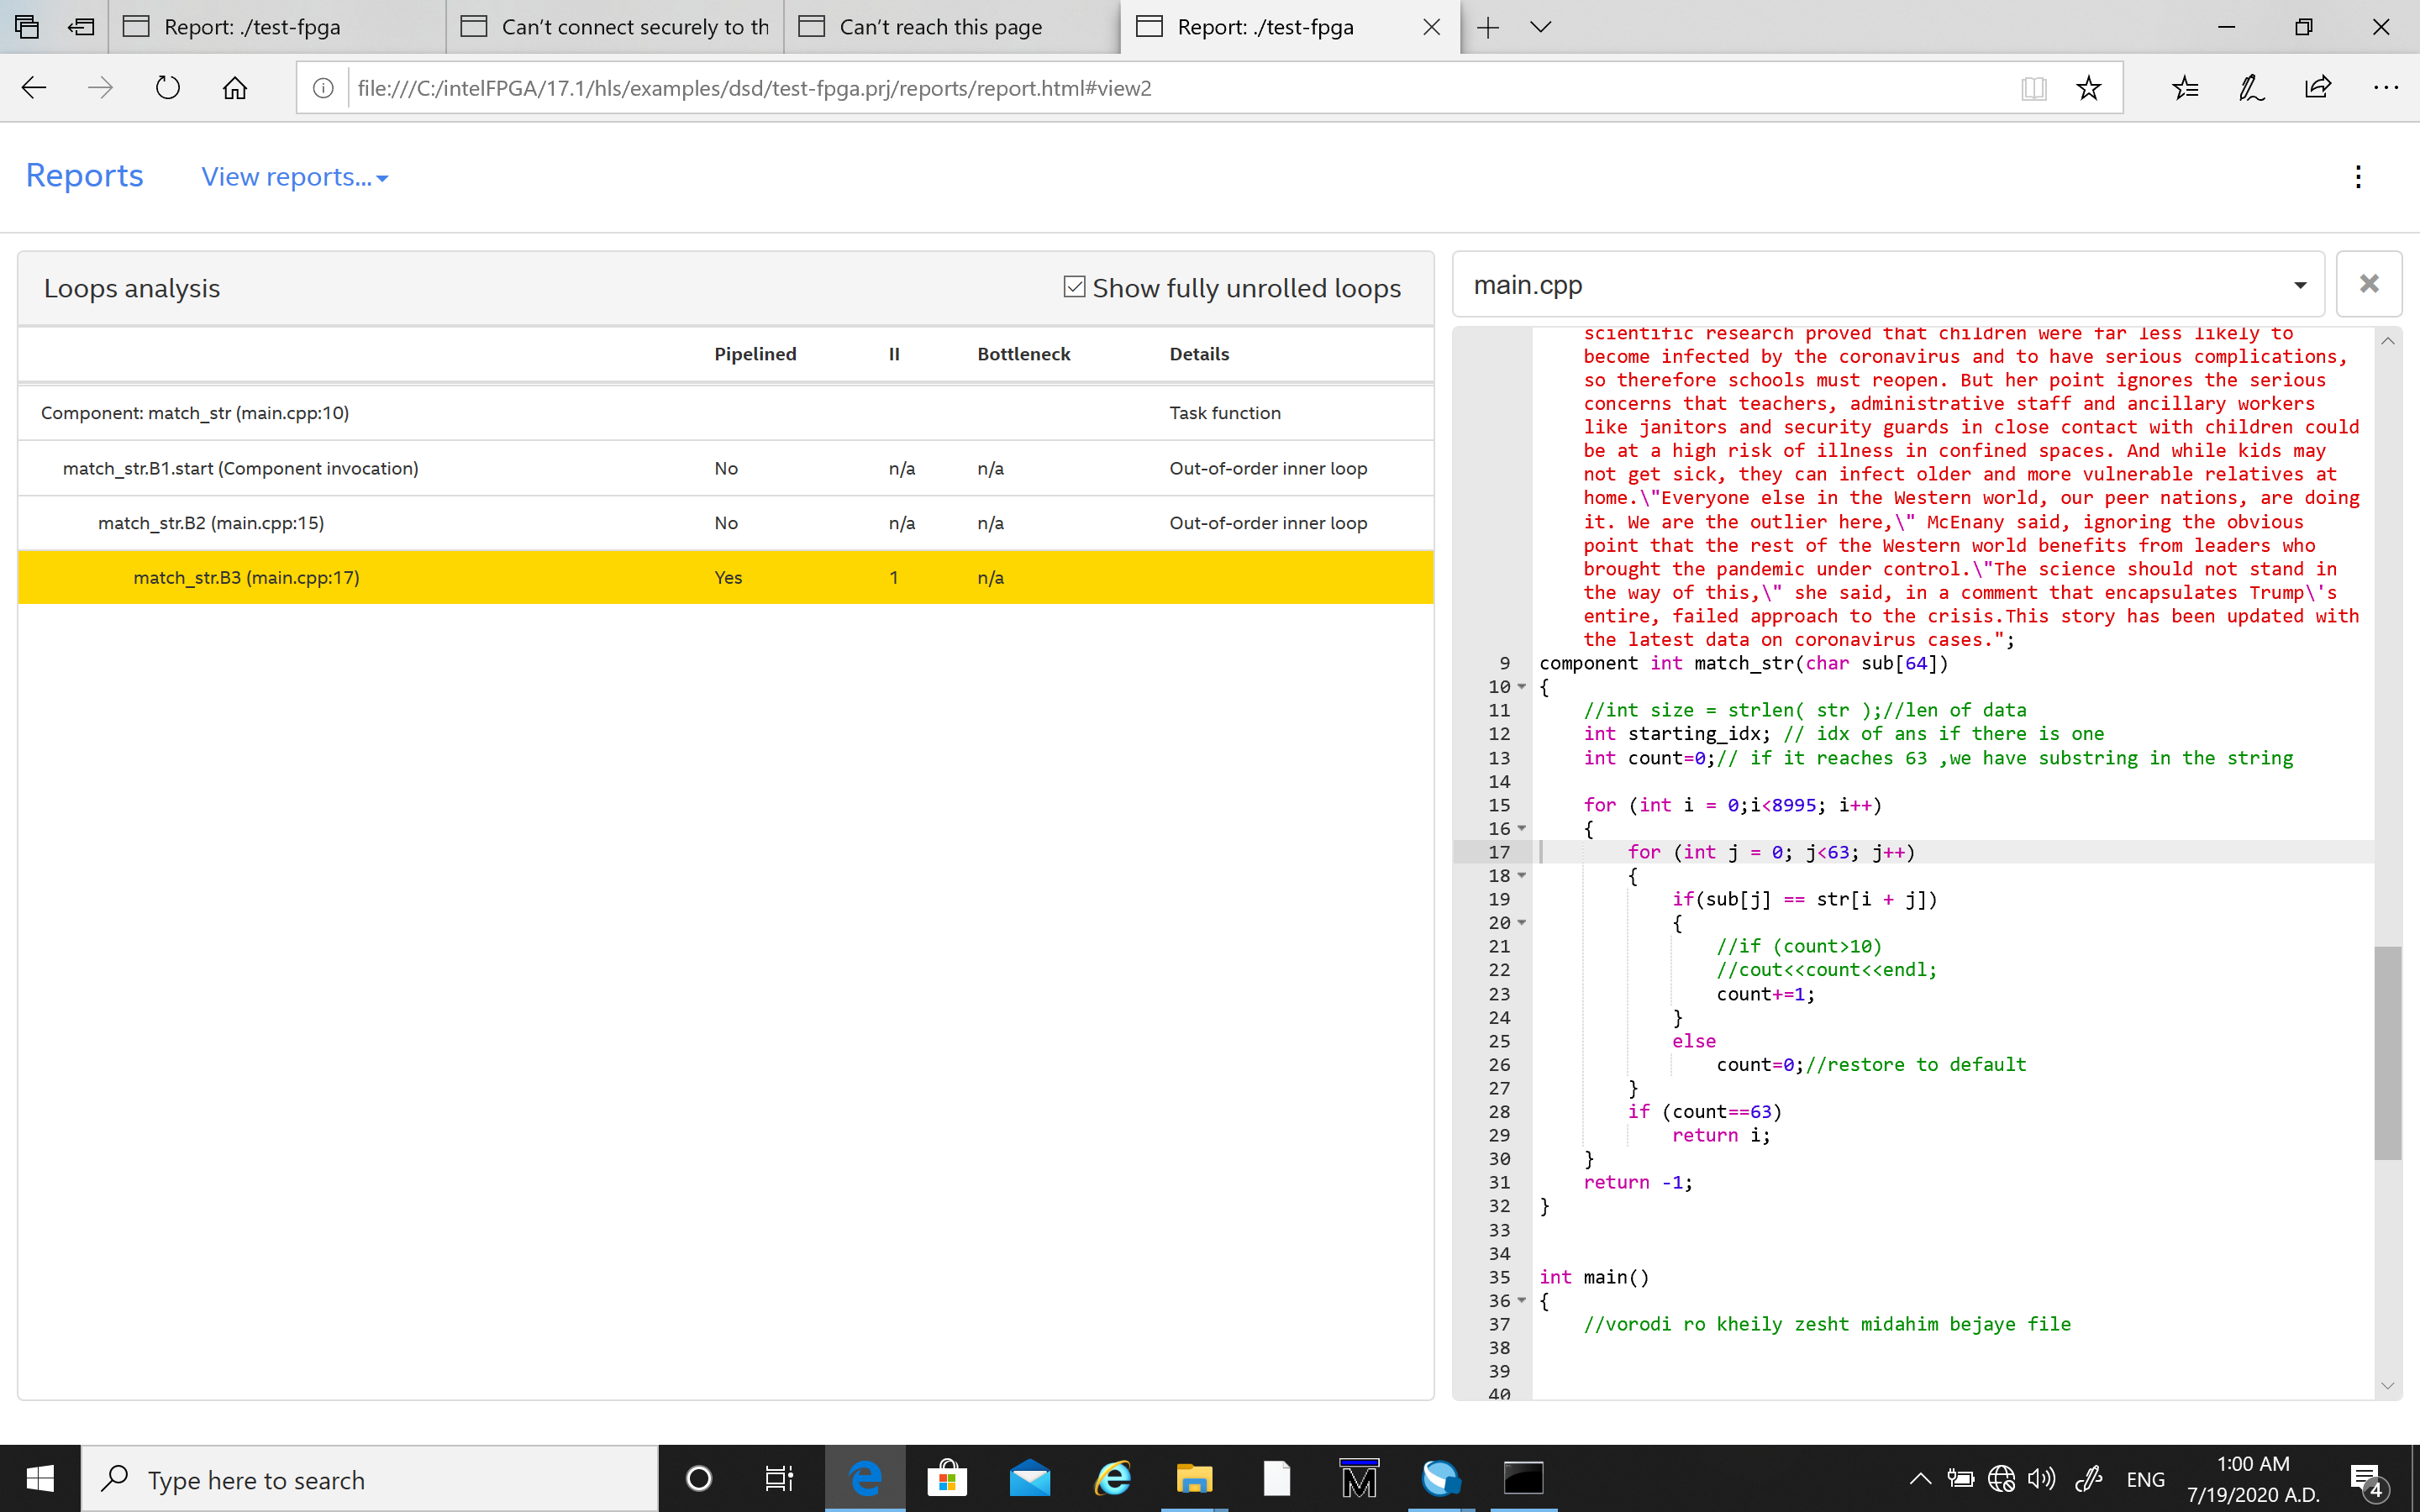 Report: ./test-fpga
Can't connect securely to th
Can't reach this page
Report: ./test-fpga
file:///C:/intelFPGA/17.1/hls/examples/dsd/test-fpga.prj/reports/report.html#view2
Reports
View reports...
Loops analysis
Show fully unrolled loops
Pipelined II Bottleneck Details
Component: match_str (main.cpp:10) Task function
match_str.B1.start (Component invocation) No n/a n/a Out-of-order inner loop
match_str.B2 (main.cpp:15) No n/a n/a Out-of-order inner loop
match_str.B3 (main.cpp:17) Yes 1 n/a
main.cpp
scientific research proved that children were far less likely to
become infected by the coronavirus and to have serious complications,
so therefore schools must reopen. But her point ignores the serious
concerns that teachers, administrative staff and ancillary workers
like janitors and security guards in close contact with children could
be at a high risk of illness in confined spaces. And while kids may
not get sick, they can infect older and more vulnerable relatives at
home.\"Everyone else in the Western world, our peer nations, are doing
it. We are the outlier here,\" McEnany said, ignoring the obvious
point that the rest of the Western world benefits from leaders who
brought the pandemic under control.\"The science should not stand in
the way of this,\" she said, in a comment that encapsulates Trump\'s
entire, failed approach to the crisis.This story has been updated with
the latest data on coronavirus cases.";
9 component int match_str(char sub[64])
10 {
11 //int size = strlen( str );//len of data
12 int starting_idx; // idx of ans if there is one
13 int count=0;// if it reaches 63 ,we have substring in the string
14
15 for (int i = 0;i<8995; i++)
16 {
17 for (int j = 0; j<63; j++)
18 {
19 if(sub[j] == str[i + j])
20 {
21 //if (count>10)
22 //cout<<count<<endl;
23 count+=1;
24 }
25 else
26 count=0;//restore to default
27 }
28 if (count==63)
29 return i;
30 }
31 return -1;
32 }
33
34
35 int main()
36 {
37 //vorodi ro kheily zesht midahim bejaye file
38
39
40
Type here to search
ENG
1:00 AM
7/19/2020 A.D.
4